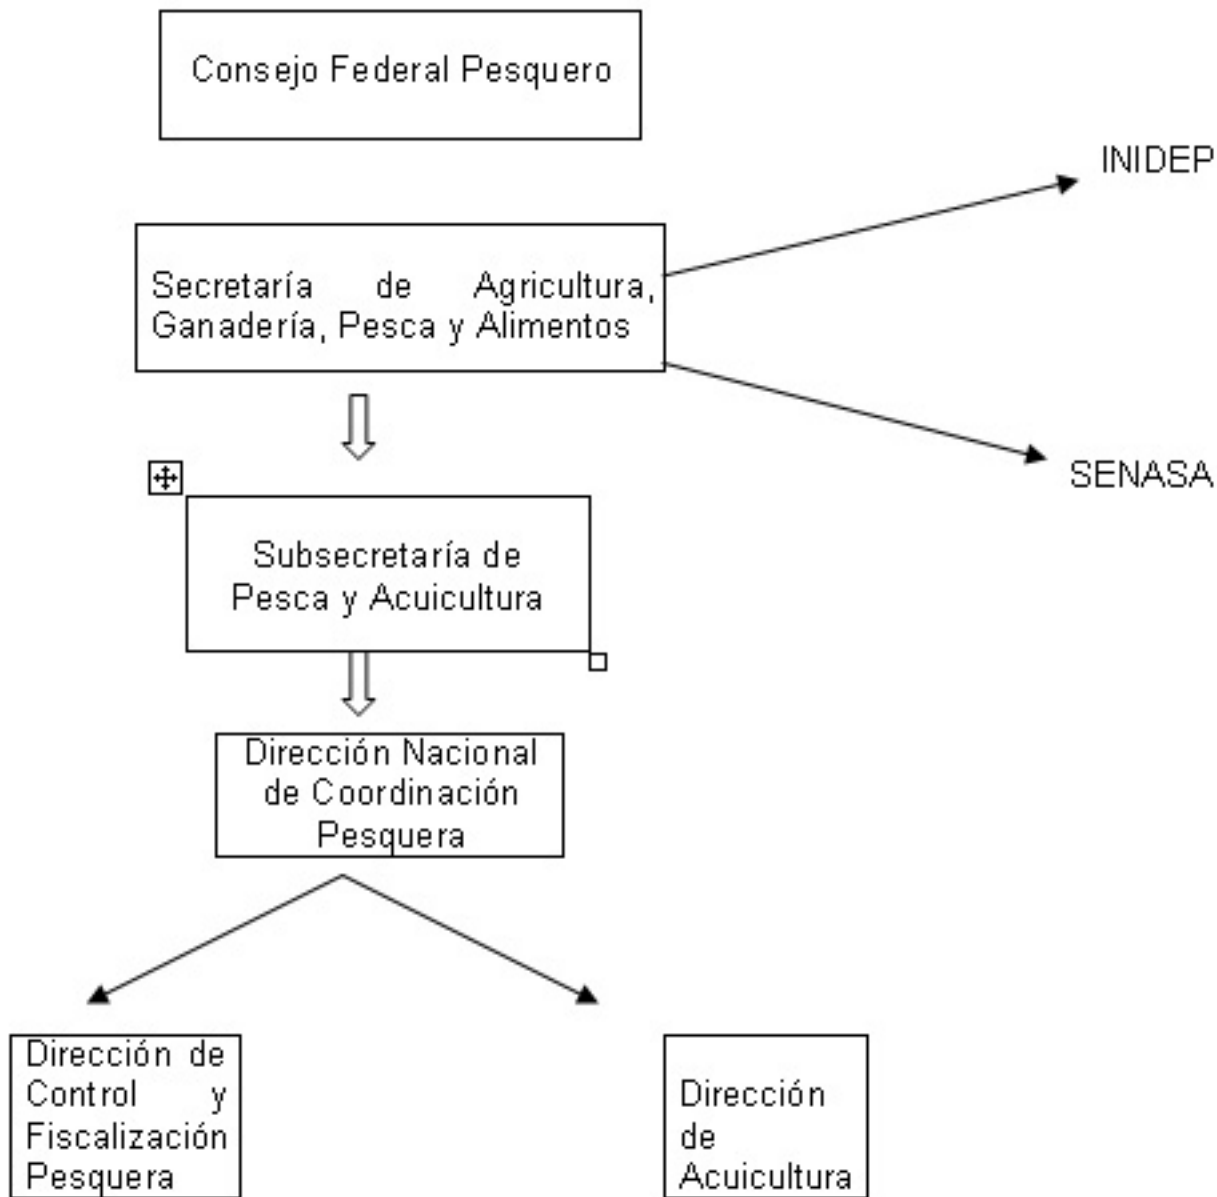 Consejo Federal Pesquero
INIDEP
Secretaría de Agricultura,
Ganadería, Pesca y Alimentos
SENASA
Subsecretaría de
Pesca y Acuicultura
Dirección Nacional
de Coordinación
Pesquera
Dirección de
Control y
Fiscalización
Pesquera
Dirección
de
Acuicultura